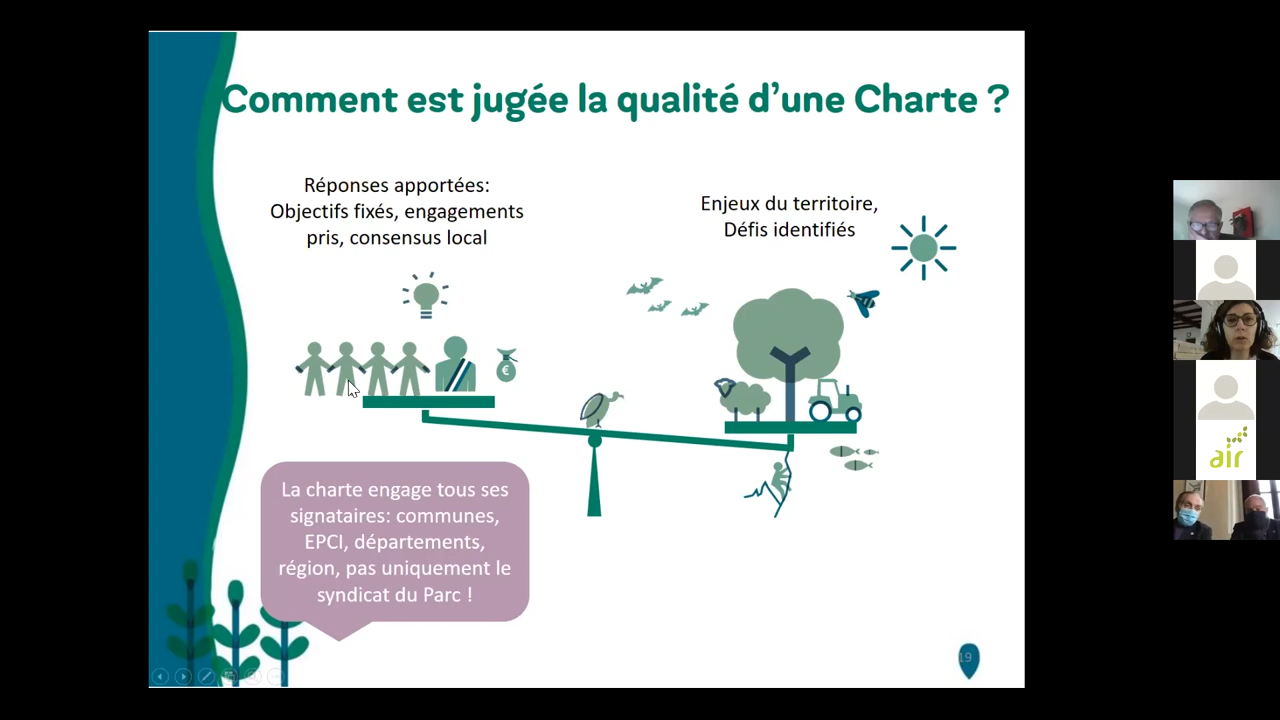 Comment est jugée la qualité d'une Charte ?
Réponses apportées:
Objectifs fixés, engagements
pris, consensus local
Enjeux du territoire,
Défis identifiés
€
La charte engage tous ses
signataires: communes,
EPCI, départements,
région, pas uniquement le
syndicat du Parc !
19
air